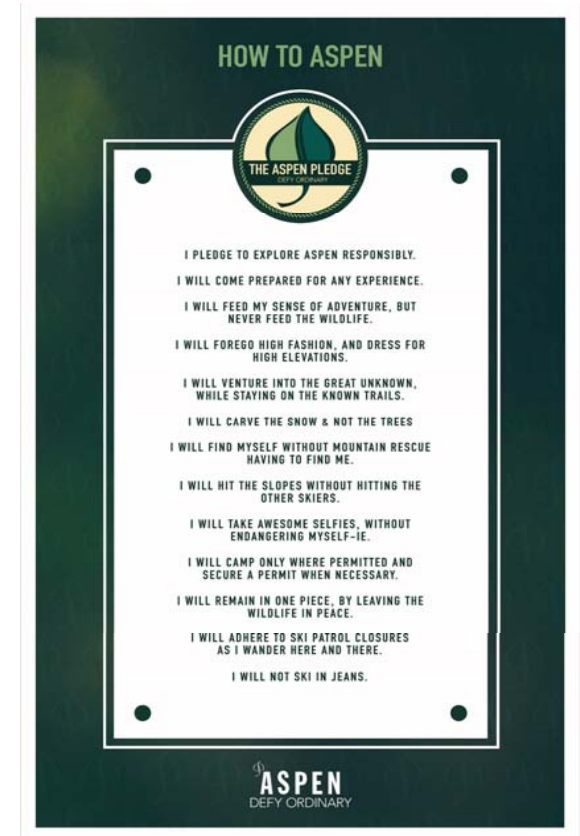 HOW TO ASPEN
THE ASPEN PLEDGE
DEFY ORDINARY
I PLEDGE TO EXPLORE ASPEN RESPONSIBLY.
I WILL COME PREPARED FOR ANY EXPERIENCE.
I WILL FEED MY SENSE OF ADVENTURE, BUT
NEVER FEED THE WILDLIFE.
I WILL FOREGO HIGH FASHION, AND DRESS FOR
HIGH ELEVATIONS.
I WILL VENTURE INTO THE GREAT UNKNOWN,
WHILE STAYING ON THE KNOWN TRAILS.
I WILL CARVE THE SNOW & NOT THE TREES
I WILL FIND MYSELF WITHOUT MOUNTAIN RESCUE
HAVING TO FIND ME.
I WILL HIT THE SLOPES WITHOUT HITTING THE
OTHER SKIERS.
I WILL TAKE AWESOME SELFIES, WITHOUT
ENDANGERING MYSELF-IE.
I WILL CAMP ONLY WHERE PERMITTED AND
SECURE A PERMIT WHEN NECESSARY.
I WILL REMAIN IN ONE PIECE, BY LEAVING THE
WILDLIFE IN PEACE.
I WILL ADHERE TO SKI PATROL CLOSURES
AS I WANDER HERE AND THERE.
I WILL NOT SKI IN JEANS.
ASPEN
DEFY ORDINARY